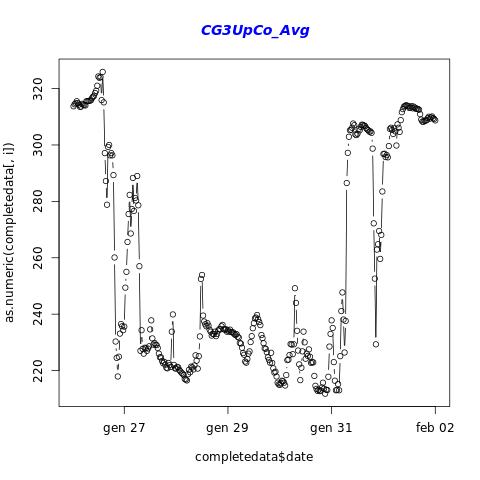 CG3UpCo_Avg
as.numeric(completedata[, i])
320
300
280
260
240
220
gen 27
gen 29
gen 31
feb 02
completedata$date